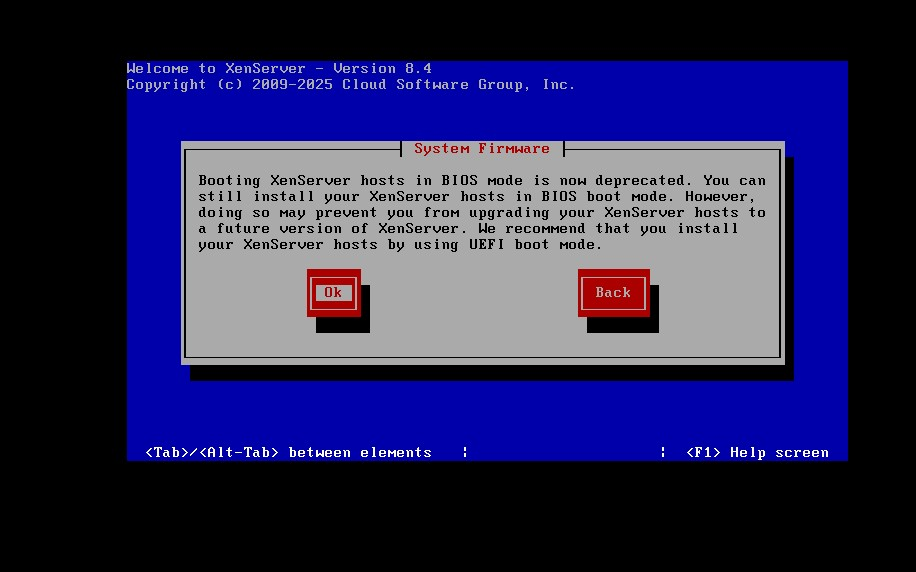 Welcome to XenServer - Version 8.4
Copyright (c) 2009-2025 Cloud Software Group, Inc.
System Firmware
Booting XenServer hosts in BIOS mode is now deprecated. You can
still install your XenServer hosts in BIOS boot mode. However,
doing so may prevent you from upgrading your XenServer hosts to
a future version of XenServer. We recommend that you install
your XenServer hosts by using UEFI boot mode.
Ok Back
<Tab>/<Alt-Tab> between elements | | <F1> Help screen